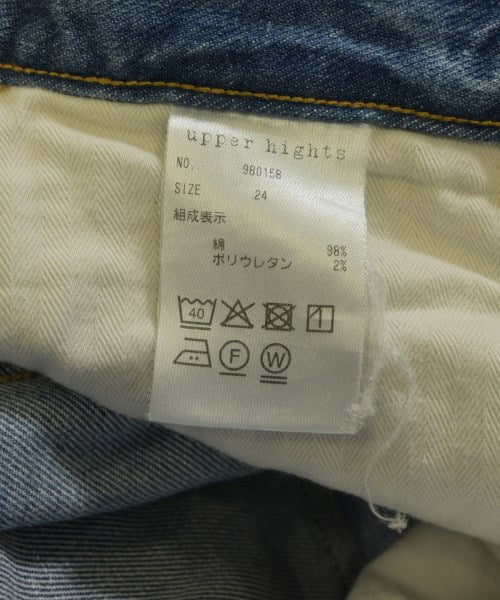 upper hights
NO. 980158
SIZE 24
組成表示
綿 98%
ポリウレタン 2%
40
F W